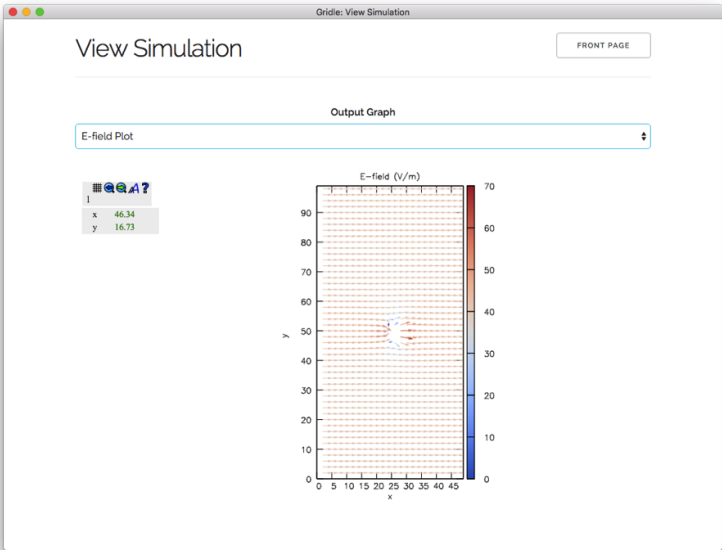 Gridle: View Simulation
View Simulation
FRONT PAGE
Output Graph
E-field Plot
1
x 46.34
y 16.73
E-field (V/m)
y
90
80
70
60
50
40
30
20
10
0
0 5 10 15 20 25 30 35 40 45
x
70
60
50
40
30
20
10
0